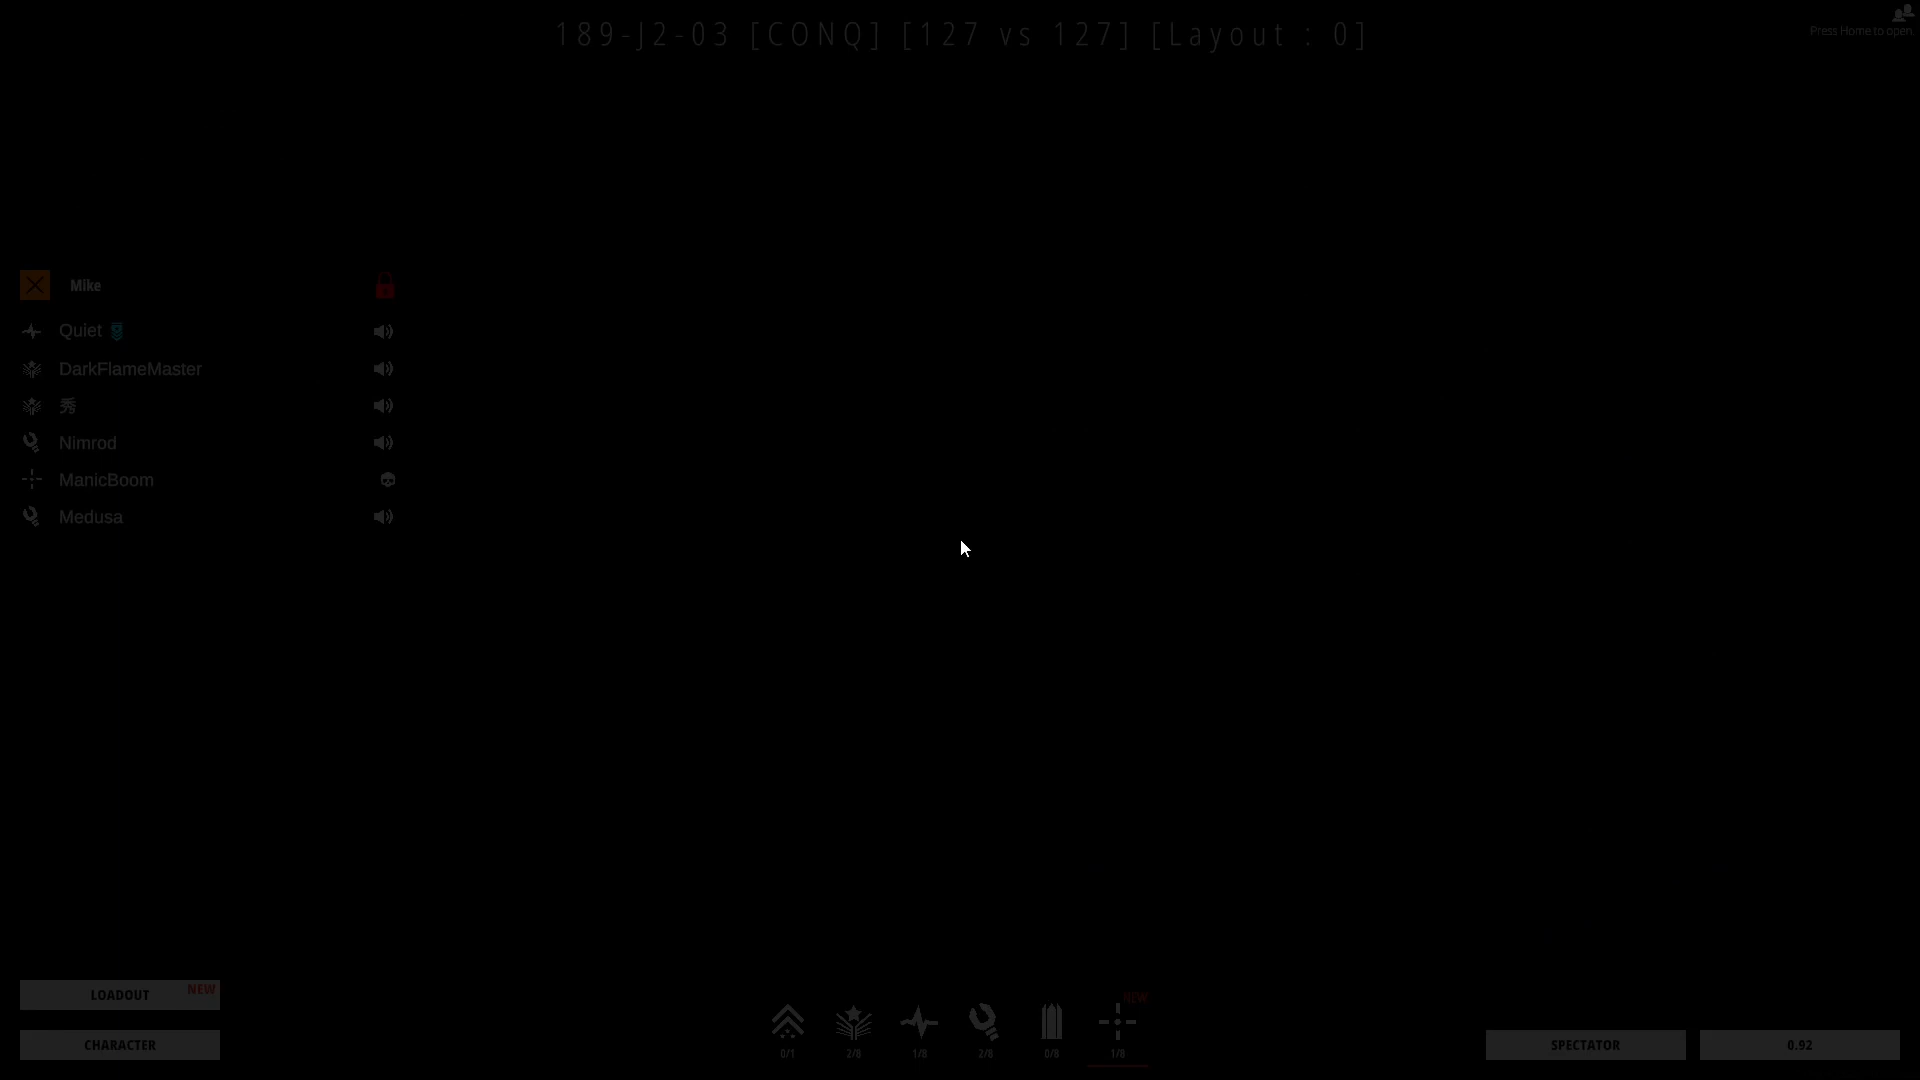 189-J2-03 [CONQ] [127 vs 127] [Layout : 0]
Press Home to open.
Mike
Quiet
DarkFlameMaster
秀
Nimrod
ManicBoom
Medusa
LOADOUT NEW
CHARACTER
NEW
0/1 2/8 1/8 2/8 0/8 1/8
SPECTATOR
0.92